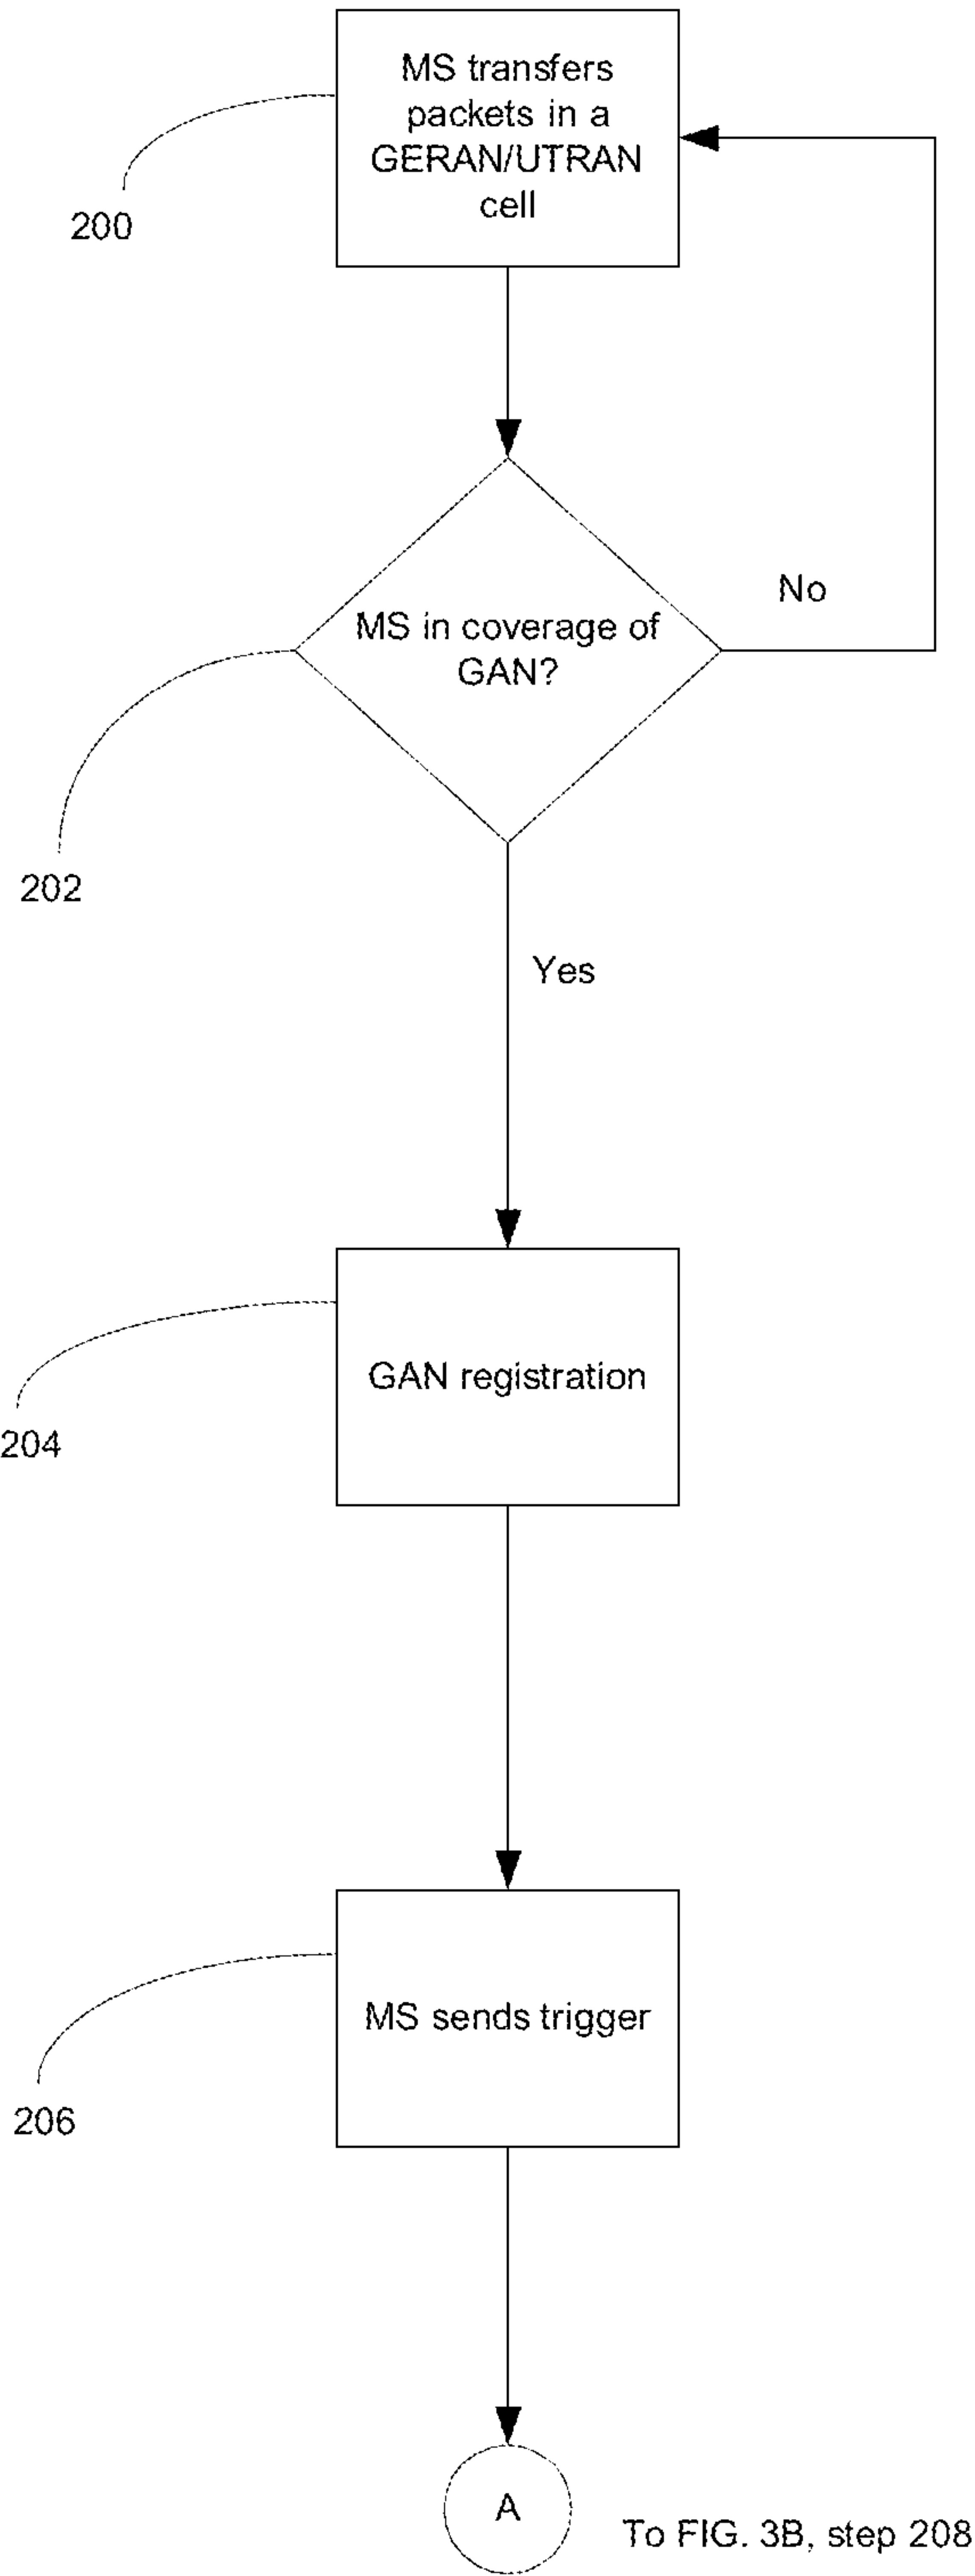 MS transfers
packets in a
GERAN/UTRAN
cell
200
MS in coverage of
GAN?
No
202
Yes
GAN registration
204
MS sends trigger
206
A
To FIG. 3B, step 208